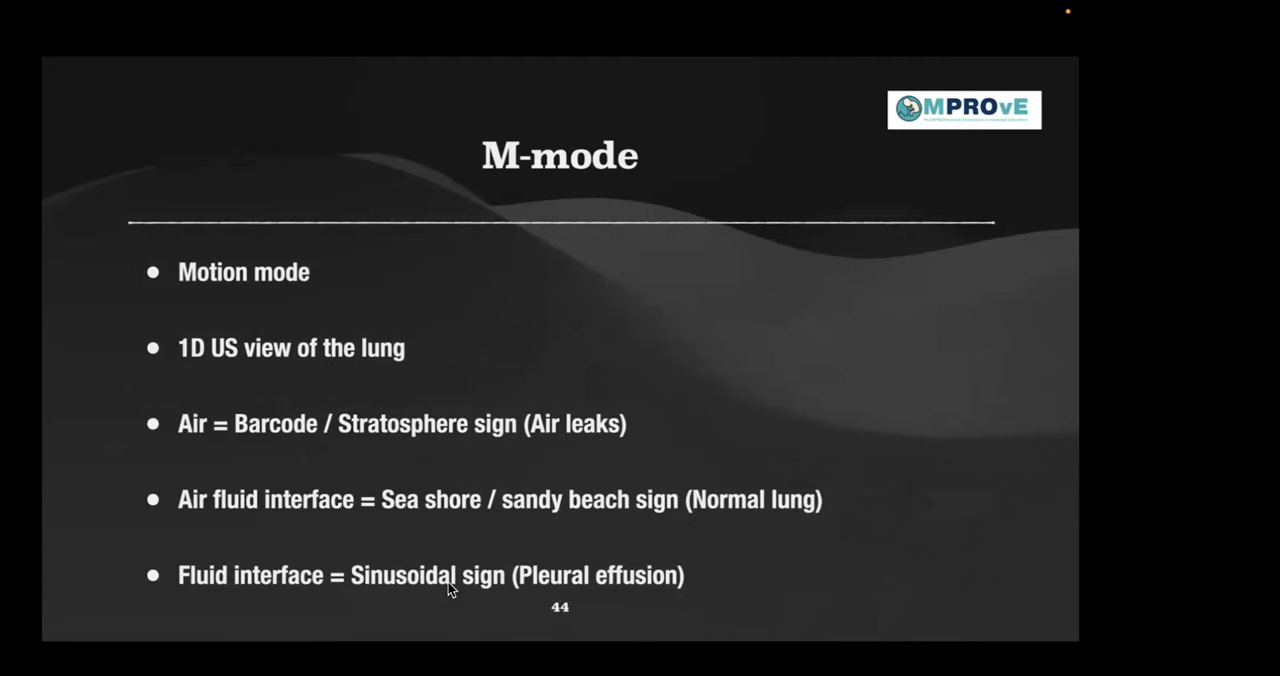 MPROvE
M-mode
Motion mode
1D US view of the lung
Air = Barcode / Stratosphere sign (Air leaks)
Air fluid interface = Sea shore / sandy beach sign (Normal lung)
Fluid interface = Sinusoidal sign (Pleural effusion)
44